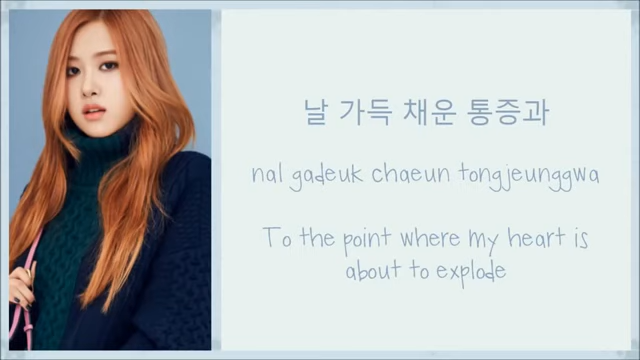 날 가득 채운 통증과
nal gadeuk chaeun tongjeunggwa
To the point where my heart is
about to explode